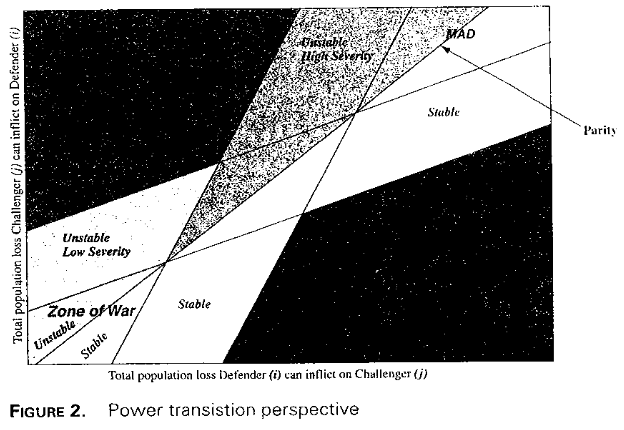 Total population loss Challenger (j) can inflict on Defender (i)
Unstable
High Severity
MAD
Stable
Parity
Unstable
Low Severity
Zone of War
Stable
Unstable
Stable
Total population loss Defender (i) can inflict on Challenger (j)
FIGURE 2. Power transistion perspective